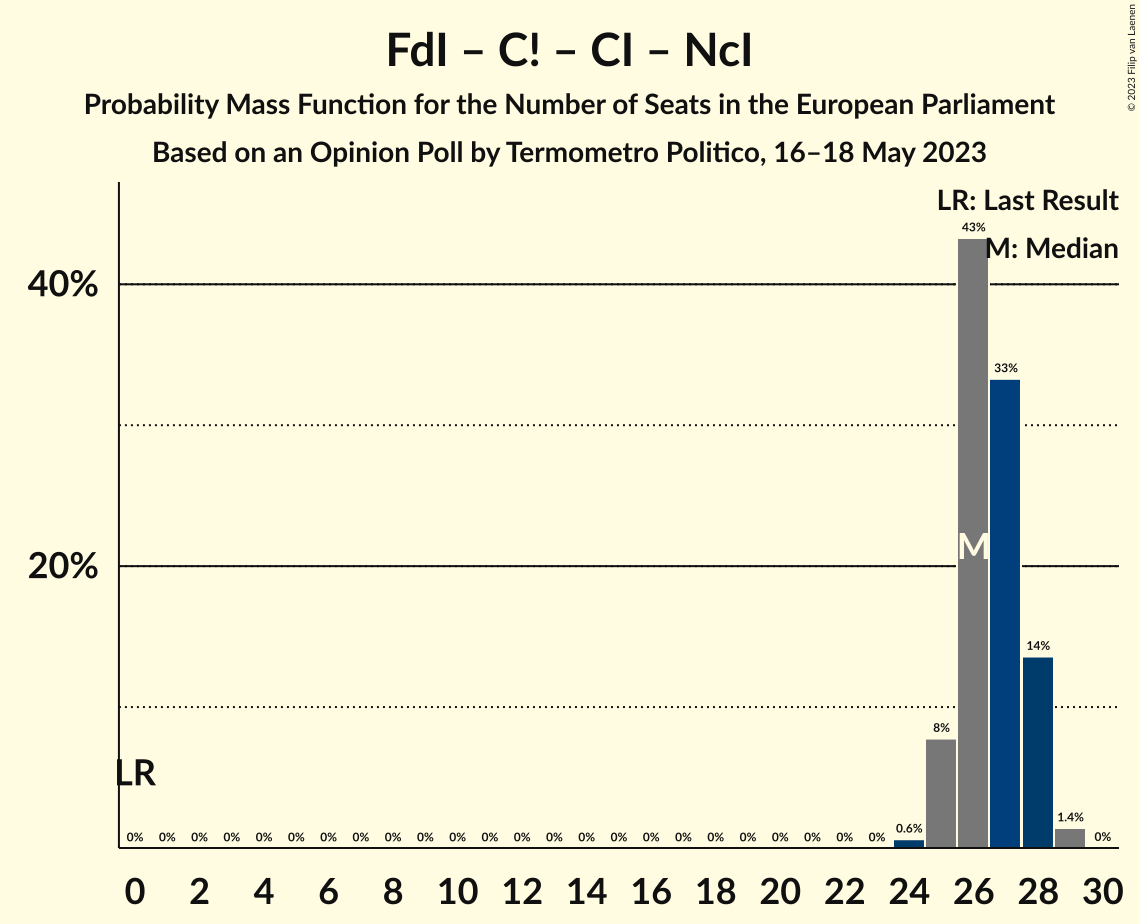 FdI – C! – CI – NcI
Probability Mass Function for the Number of Seats in the European Parliament
Based on an Opinion Poll by Termometro Politico, 16–18 May 2023
© 2023 Filip van Laenen
LR: Last Result
M: Median
43%
40%
33%
20%
M
14%
8%
LR
0% 0% 0% 0% 0% 0% 0% 0% 0% 0% 0% 0% 0% 0% 0% 0% 0% 0% 0% 0% 0% 0% 0% 0% 0.6% 1.4% 0%
0 2 4 6 8 10 12 14 16 18 20 22 24 26 28 30